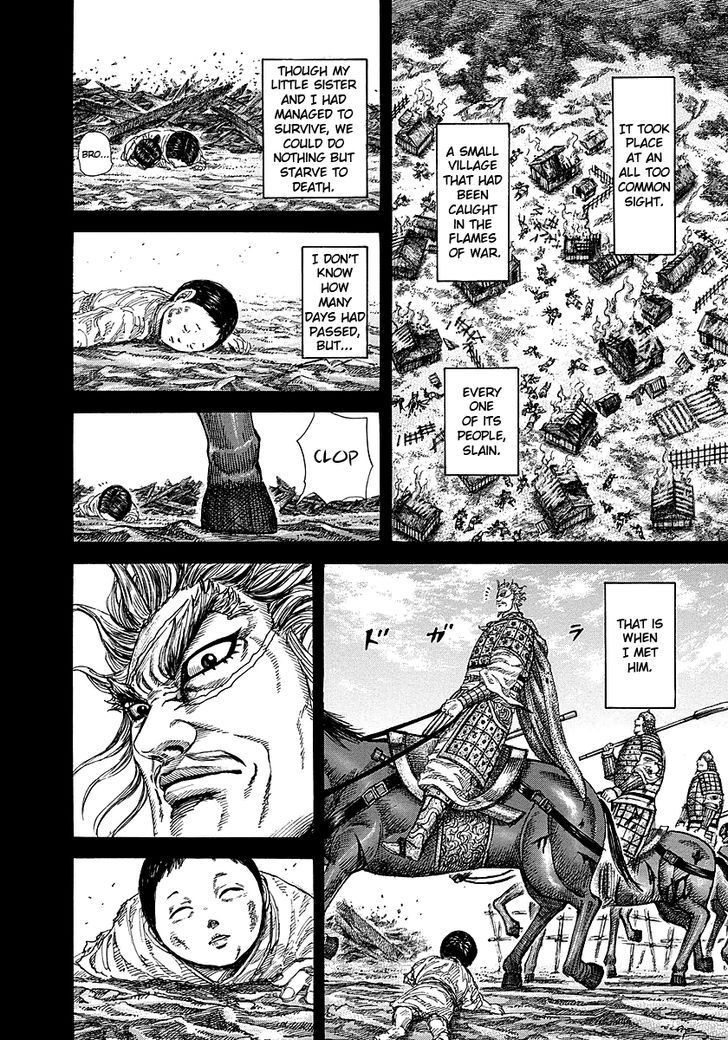 IT TOOK
PLACE
AT AN
ALL TOO
COMMON
SIGHT.
A SMALL
VILLAGE
THAT HAD
BEEN
CAUGHT
IN THE
FLAMES
OF WAR.
EVERY
ONE
OF ITS
PEOPLE,
SLAIN.
THOUGH MY
LITTLE SISTER
AND I HAD
MANAGED TO
SURVIVE, WE
COULD DO
NOTHING BUT
STARVE TO
DEATH.
BRO...
I DON'T
KNOW
HOW
MANY
DAYS HAD
PASSED,
BUT...
CLOP
THAT IS
WHEN
I MET
HIM.
ズ ガ ラ